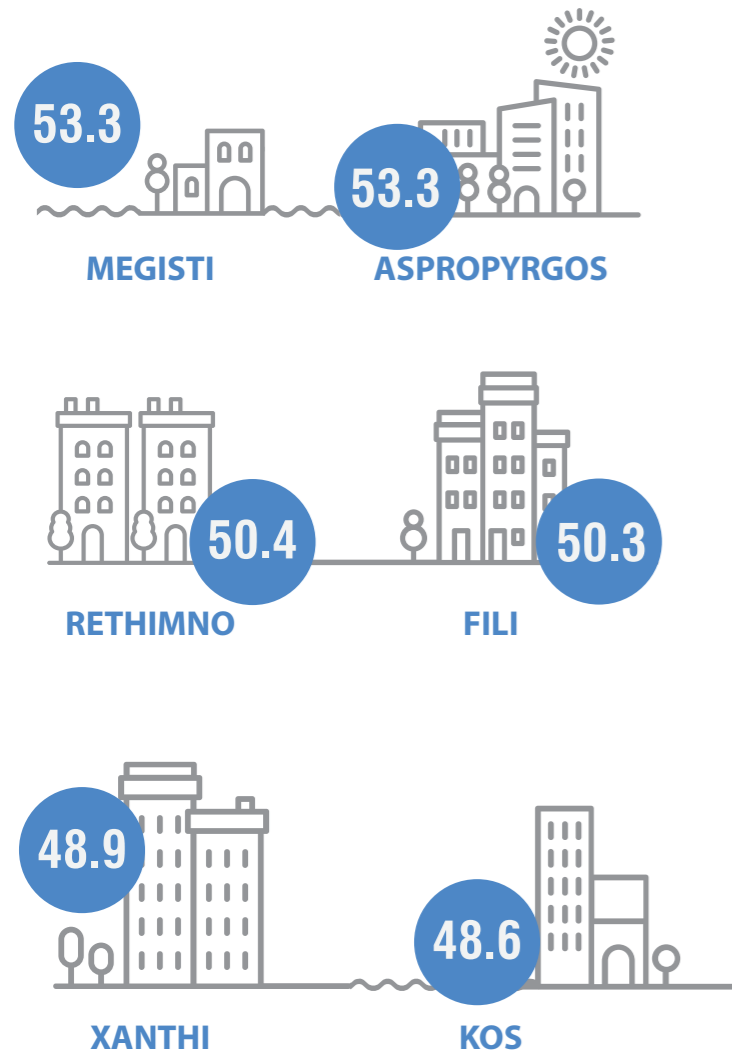 53.3
53.3
MEGISTI
ASPROPYRGOS
50.4
50.3
RETHIMNO
FILI
48.9
48.6
XANTHI
KOS